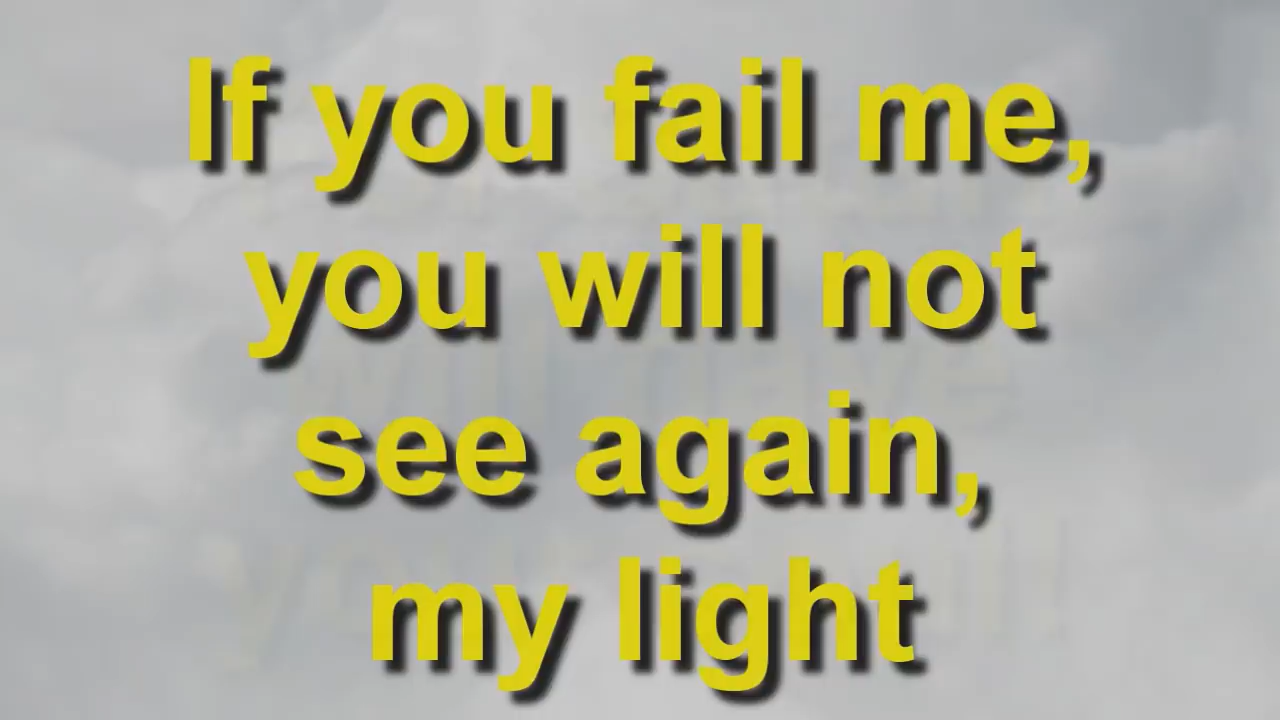 If you fail me,
you will not
see again,
my light